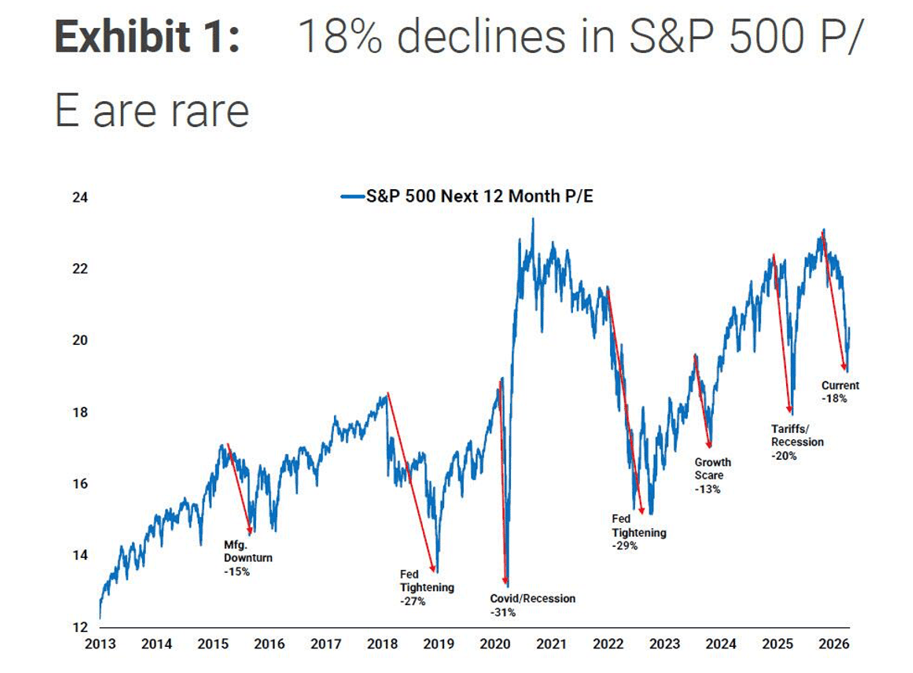 Exhibit 1: 18% declines in S&P 500 P/
E are rare
S&P 500 Next 12 Month P/E
24
22
20
18
16
14
12
Mfg.
Downturn
-15%
Fed
Tightening
-27%
Covid/Recession
-31%
Fed
Tightening
-29%
Growth
Scare
-13%
Tariffs/
Recession
-20%
Current
-18%
2013 2014 2015 2016 2017 2018 2019 2020 2021 2022 2023 2024 2025 2026